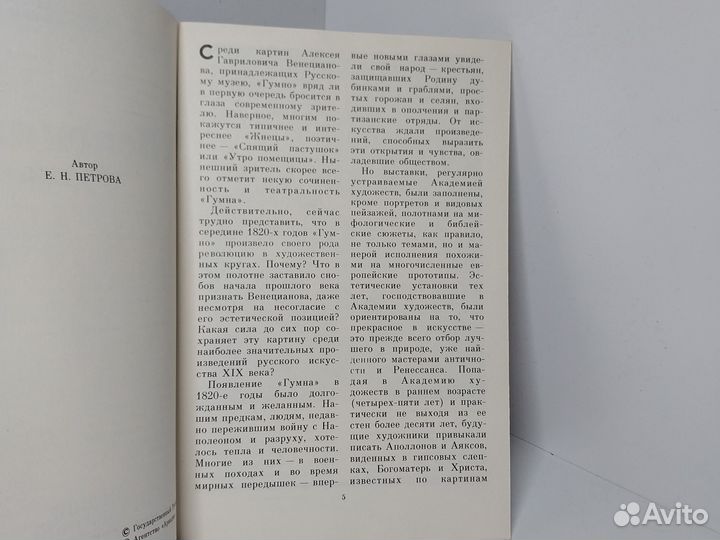 Автор
Е. Н. ПЕТРОВА
© Государственный
© Агентство
Среди картин Алексея
Гавриловича Венециано-
ва, принадлежащих Русско-
му музею, «Гумно» вряд ли
в первую очередь бросится в
глаза современному зрите-
лю. Наверное, многим по-
кажутся типичнее и инте-
реснее «Жнецы», поэтич-
нее — «Спящий пастушок»
или «Утро помещицы». Ны-
нешний зритель скорее все-
го отметит некую сочинен-
ность и театральность
«Гумна».
Действительно, сейчас
трудно представить, что в
середине 1820-х годов «Гум-
но» произвело своего рода
революцию в художествен-
ных кругах. Почему? Что в
этом полотне заставило сно-
бов начала прошлого века
признать Венецианова, даже
несмотря на несогласие с
его эстетической позицией?
Какая сила до сих пор со-
храняет эту картину среди
наиболее значительных про-
изведений русского искус-
ства XIX века?
Появление «Гумна» в
1820-е годы было долго-
жданным и желанным. На-
шим предкам, людям, недав-
но пережившим войну с На-
полеоном и разруху, хоте-
лось тепла и человечности.
Многие из них — в воен-
ных походах и во время
мирных передышек — впер-
вые новыми глазами увиде-
ли свой народ — крестьян,
защищавших Родину ду-
бинками и граблями, прос-
тых горожан и селян, вхо-
дивших в ополчения и пар-
тизанские отряды. От
искусства ждали произведе-
ний, способных выразить
эти открытия и чувства, ов-
ладевшие обществом.
Но выставки, регулярно
устраиваемые Академией
художеств, были заполнены,
кроме портретов и видовых
пейзажей, полотнами на ми-
фологические и библей-
ские сюжеты, как правило,
не только темами, но и ма-
нерой исполнения похожи-
ми на многочисленные ев-
ропейские прототипы. Эс-
тетические установки тех
лет, господствовавшие в
Академии художеств, были
ориентированы на то, что
прекрасное в искусстве —
это прежде всего отбор луч-
шего в природе, уже най-
денного мастерами антично-
сти и Ренессанса. Попа-
дая в Академию ху-
дожеств в раннем возрасте
(четырех-пяти лет) и прак-
тически не выходя из ее
стен более десяти лет, буду-
щие художники привыкали
писать Аполлонов и Аяксов,
виденных в гипсовых слеп-
ках, Богоматерь и Христа,
известных по картинам
5
Avito